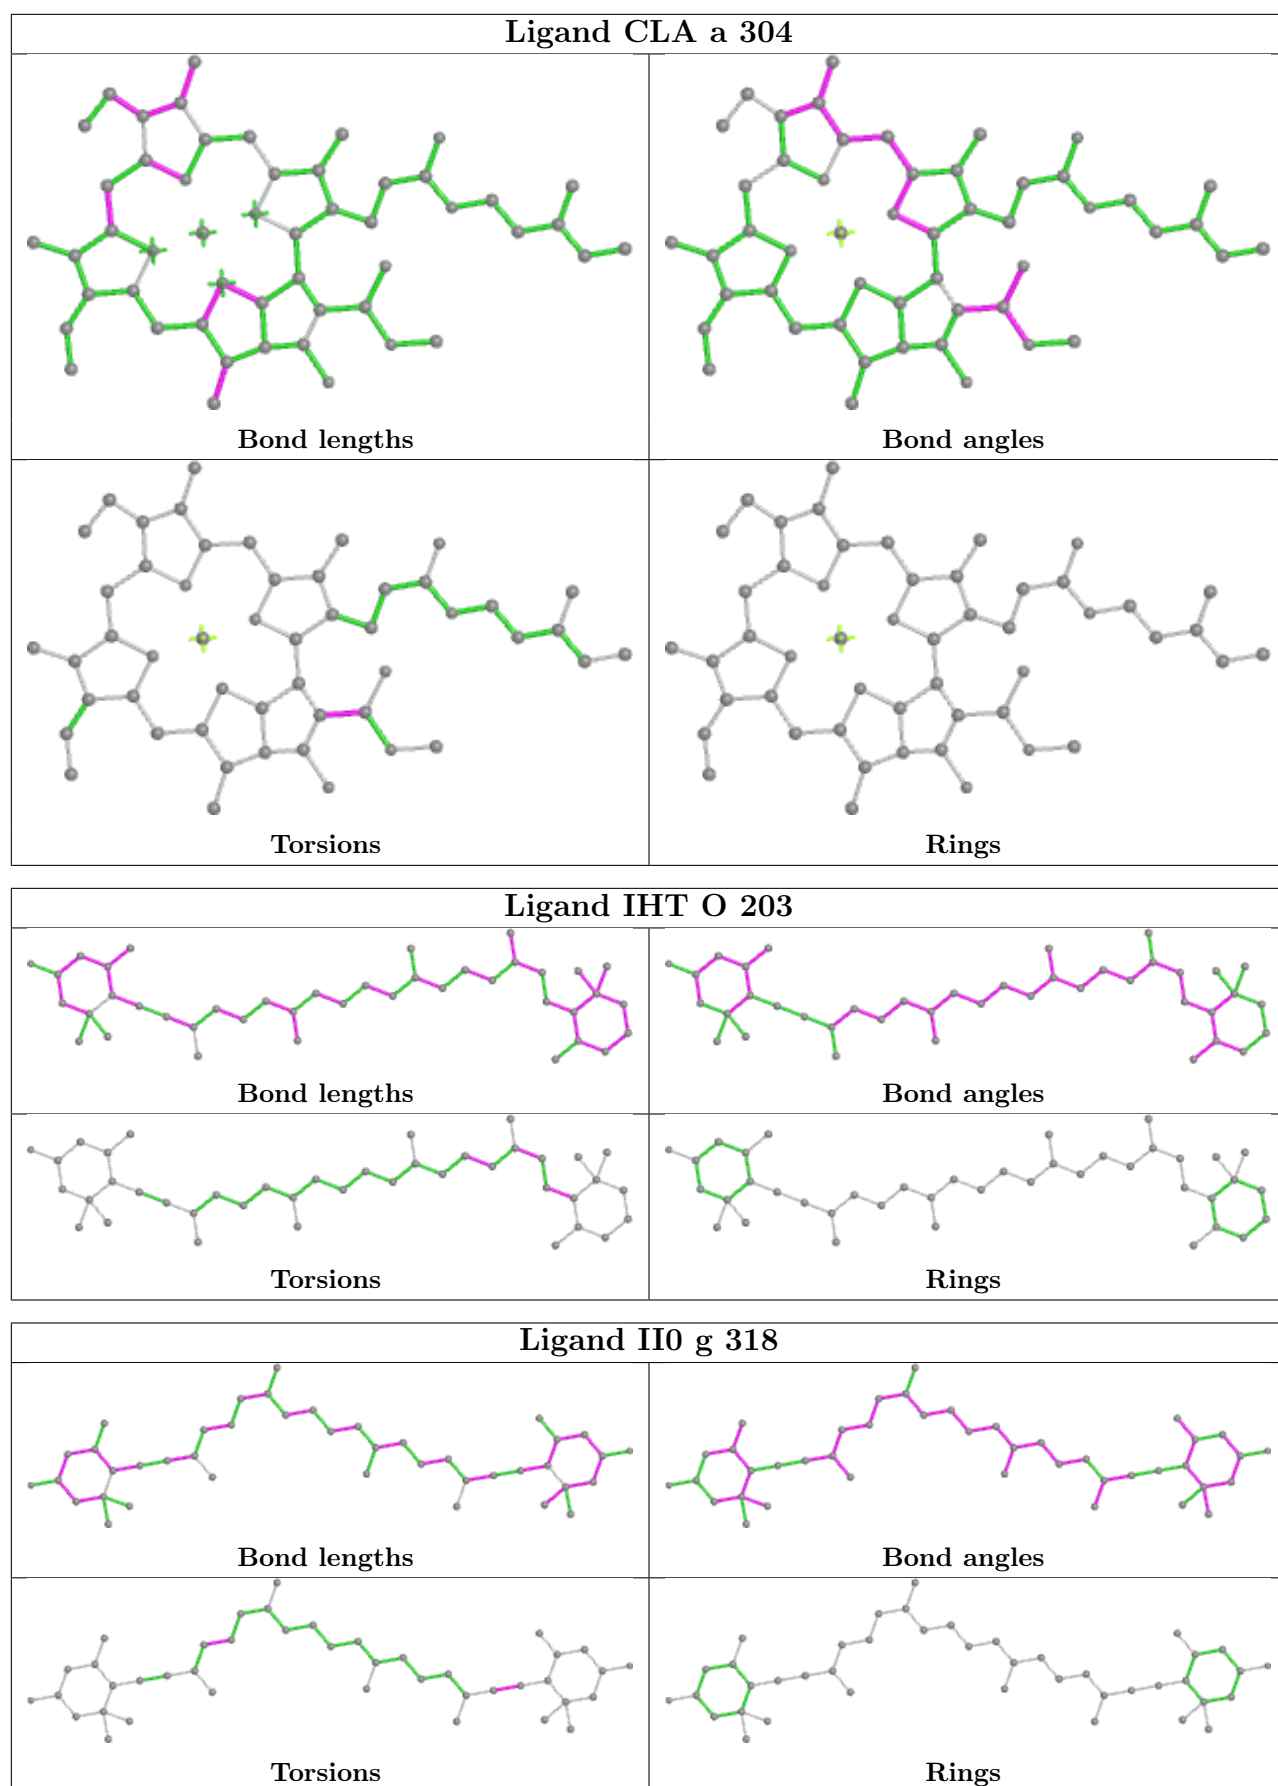 Ligand CLA a 304
Bond lengths
Bond angles
Torsions
Rings
Ligand IHT O 203
Bond lengths
Bond angles
Torsions
Rings
Ligand II0 g 318
Bond lengths
Bond angles
Torsions
Rings